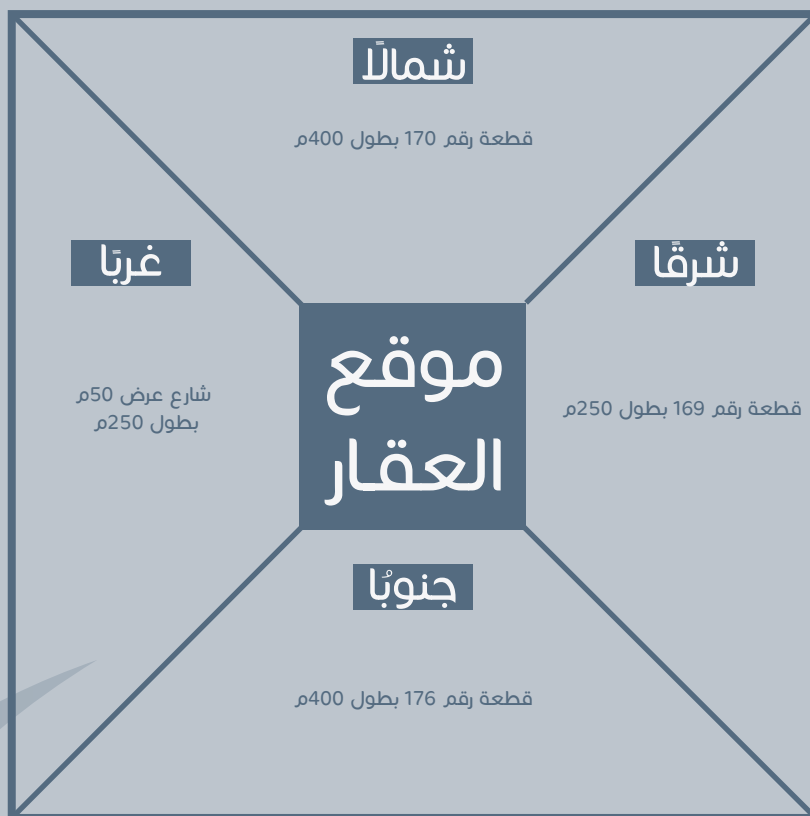 شمالًا
قطعة رقم 170 بطول 400م
شرقًا
قطعة رقم 169 بطول 250م
موقع
العقار
غربًا
شارع عرض 50م
بطول 250م
جنوبًا
قطعة رقم 176 بطول 400م